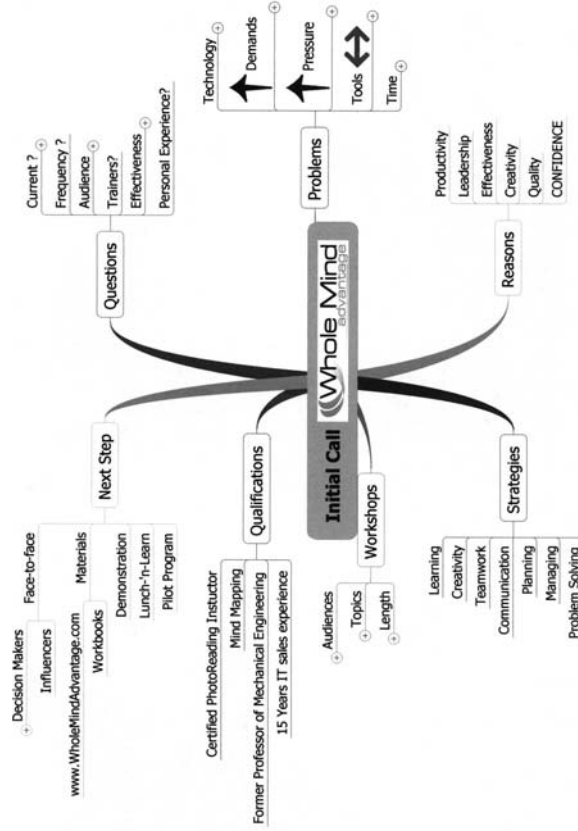 Initial Call
Whole Mind
advantage
Questions
Current ?
Frequency ?
Audience
Trainers?
Effectiveness
Personal Experience?
Problems
Technology
Demands
Pressure
Tools
Time
Reasons
Productivity
Leadership
Effectiveness
Creativity
Quality
CONFIDENCE
Strategies
Learning
Creativity
Teamwork
Communication
Planning
Managing
Problem Solving
Workshops
Audiences
Topics
Length
Qualifications
Certified PhotoReading Instuctor
Mind Mapping
Former Professor of Mechanical Engineering
15 Years IT sales experience
Next Step
Face-to-face
Decision Makers
Influencers
Materials
www.WholeMindAdvantage.com
Workbooks
Demonstration
Lunch-'n-Learn
Pilot Program